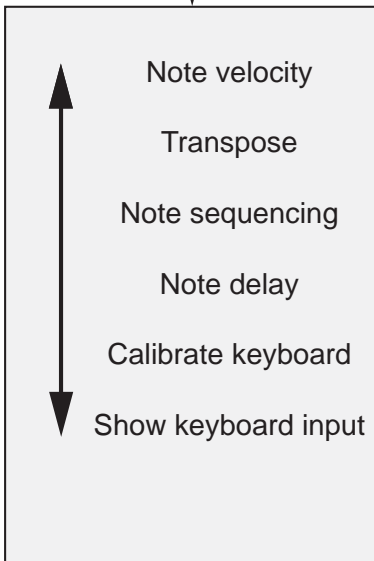 Note velocity
Transpose
Note sequencing
Note delay
Calibrate keyboard
Show keyboard input